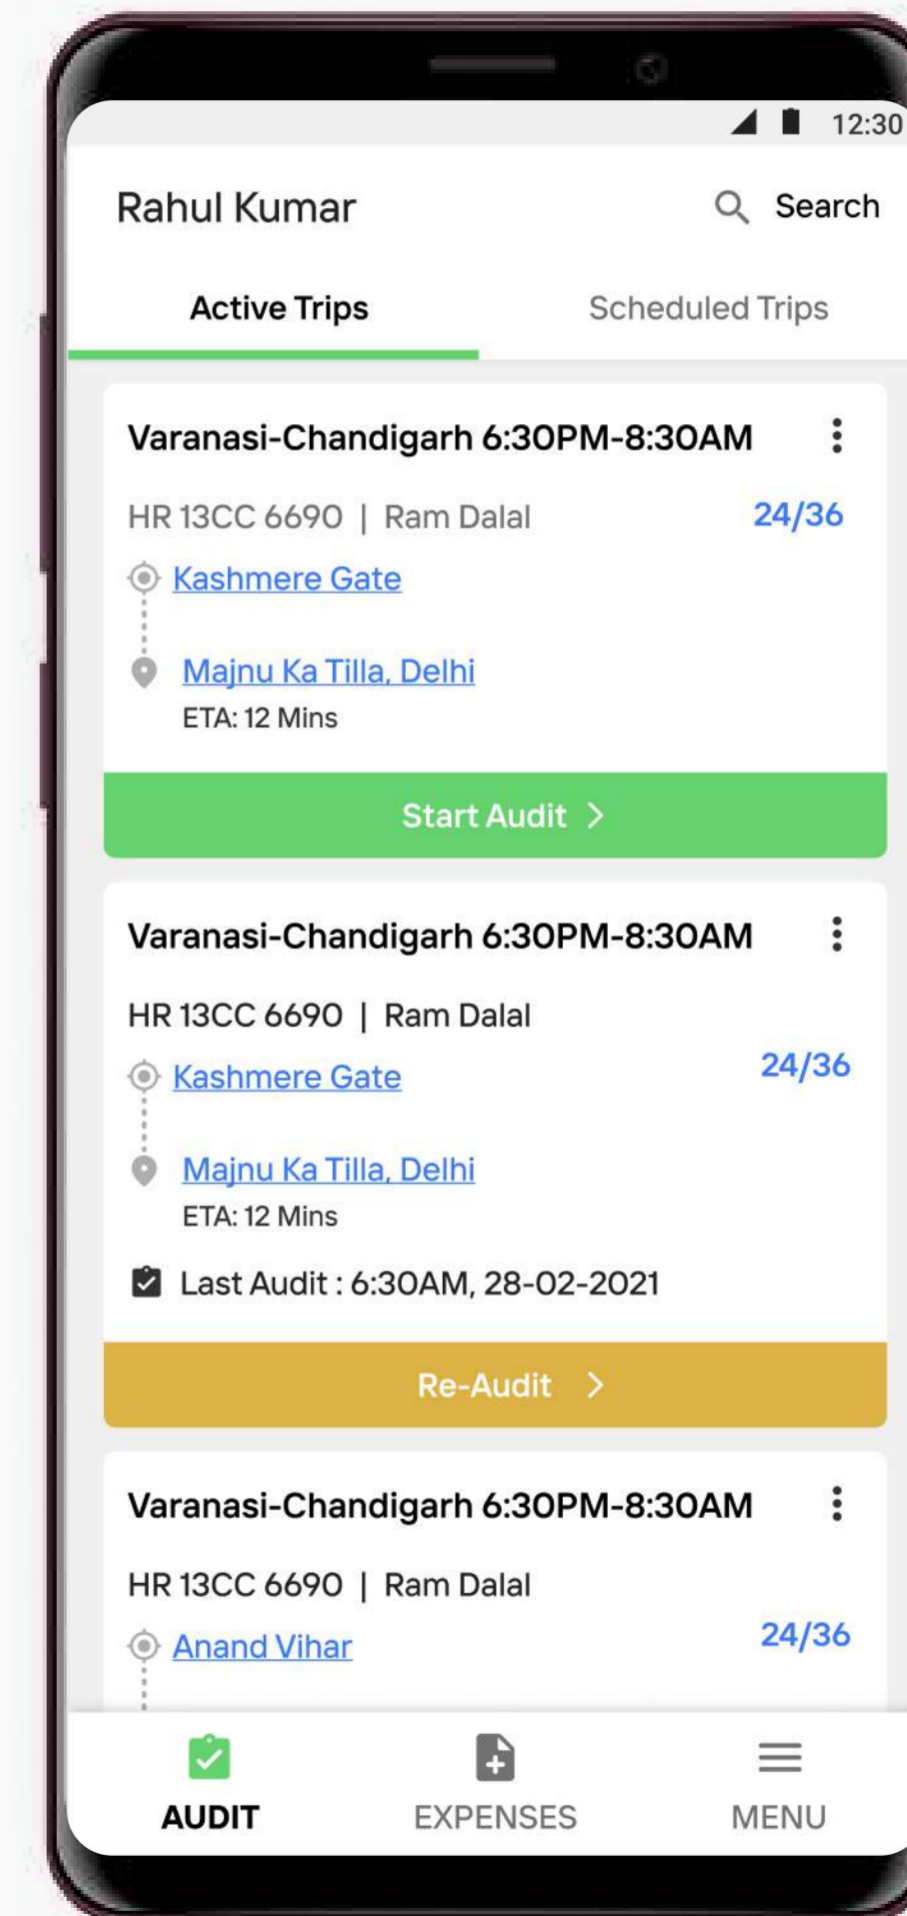 12:30
Rahul Kumar
Search
Active Trips
Scheduled Trips
Varanasi-Chandigarh 6:30PM-8:30AM
HR 13CC 6690 | Ram Dalal
24/36
Kashmere Gate
Majnu Ka Tilla, Delhi
ETA: 12 Mins
Start Audit >
Varanasi-Chandigarh 6:30PM-8:30AM
HR 13CC 6690 | Ram Dalal
24/36
Kashmere Gate
Majnu Ka Tilla, Delhi
ETA: 12 Mins
Last Audit : 6:30AM, 28-02-2021
Re-Audit >
Varanasi-Chandigarh 6:30PM-8:30AM
HR 13CC 6690 | Ram Dalal
24/36
Anand Vihar
AUDIT
EXPENSES
MENU